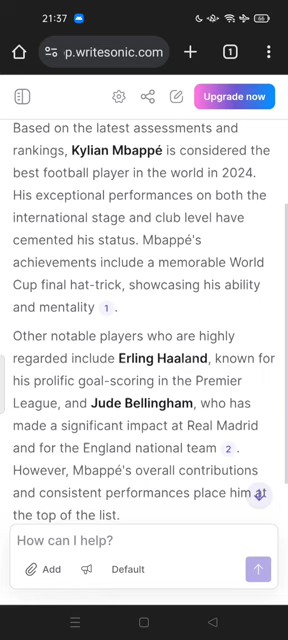 21:37
66
p.writesonic.com
1
Upgrade now
Based on the latest assessments and
rankings, Kylian Mbappé is considered the
best football player in the world in 2024.
His exceptional performances on both the
international stage and club level have
cemented his status. Mbappé's
achievements include a memorable World
Cup final hat-trick, showcasing his ability
and mentality 1 .
Other notable players who are highly
regarded include Erling Haaland, known for
his prolific goal-scoring in the Premier
League, and Jude Bellingham, who has
made a significant impact at Real Madrid
and for the England national team 2 .
However, Mbappé's overall contributions
and consistent performances place him at
the top of the list.
How can I help?
Add
Default